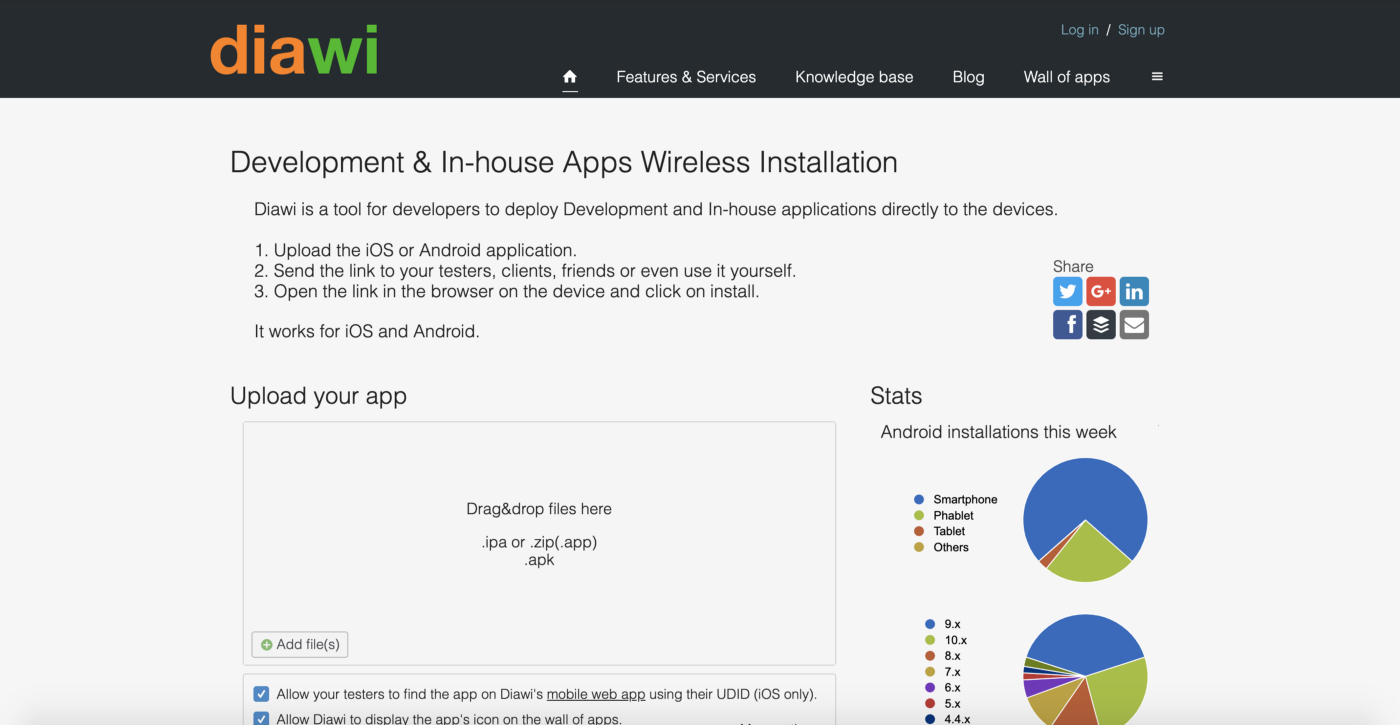 diawi
Log in / Sign up
Features & Services
Knowledge base
Blog
Wall of apps
Development & In-house Apps Wireless Installation
Diawi is a tool for developers to deploy Development and In-house applications directly to the devices.
1. Upload the iOS or Android application.
2. Send the link to your testers, clients, friends or even use it yourself.
3. Open the link in the browser on the device and click on install.
It works for iOS and Android.
Share
G+
in
f
Upload your app
Drag&drop files here
.ipa or .zip(.app)
.apk
Add file(s)
Allow your testers to find the app on Diawi's mobile web app using their UDID (iOS only).
Allow Diawi to display the app's icon on the wall of apps.
Stats
Android installations this week
Smartphone
Phablet
Tablet
Others
9.x
10.x
8.x
7.x
6.x
5.x
4.4.x